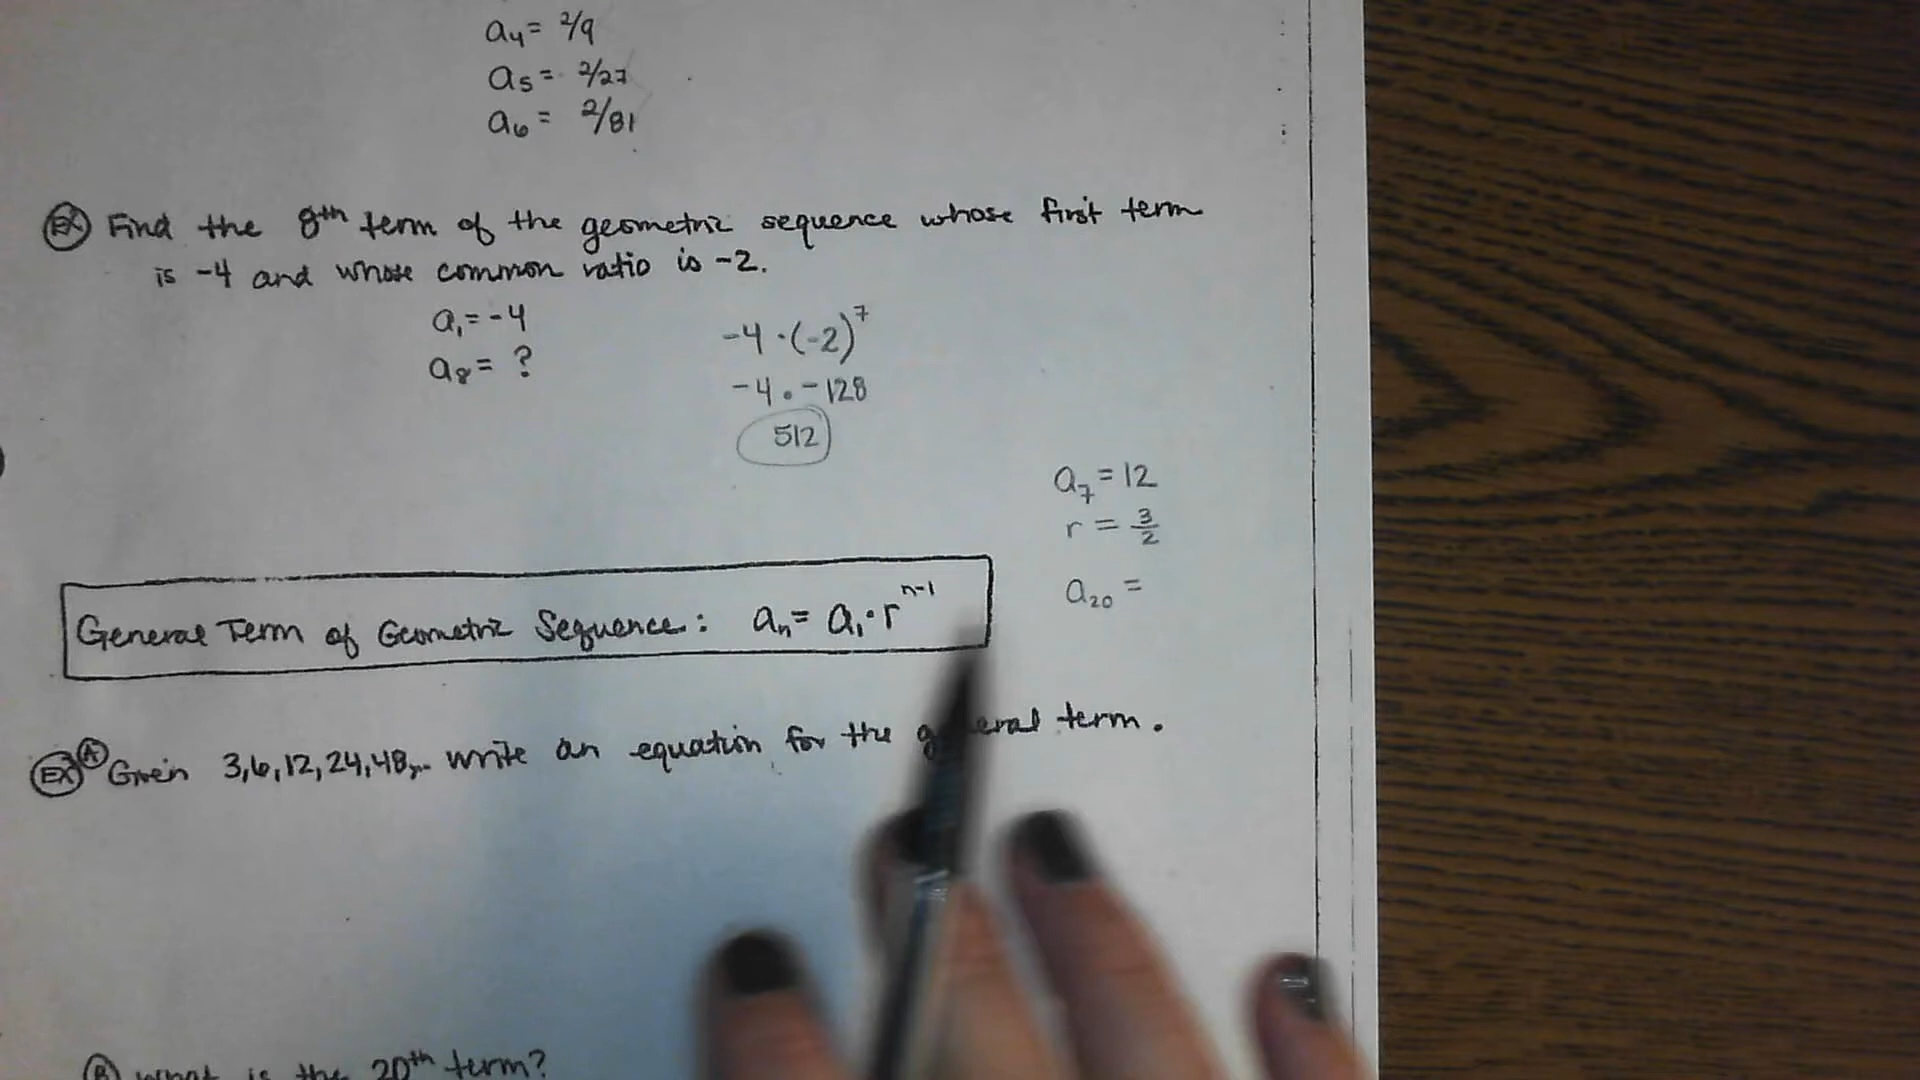 a₄ = 2/9
a₅ = 2/27
a₆ = 2/81
EX Find the 8th term of the geometric sequence whose first term
is -4 and whose common ratio is -2.
a₁ = -4
a₈ = ?
-4 · (-2)⁷
-4 · -128
512
a₇ = 12
r = 3/2
a₂₀ =
General Term of Geometric Sequence: aₙ = a₁ · rⁿ⁻¹
EX A Given 3, 6, 12, 24, 48, ... write an equation for the general term.
B What is the 20th term?